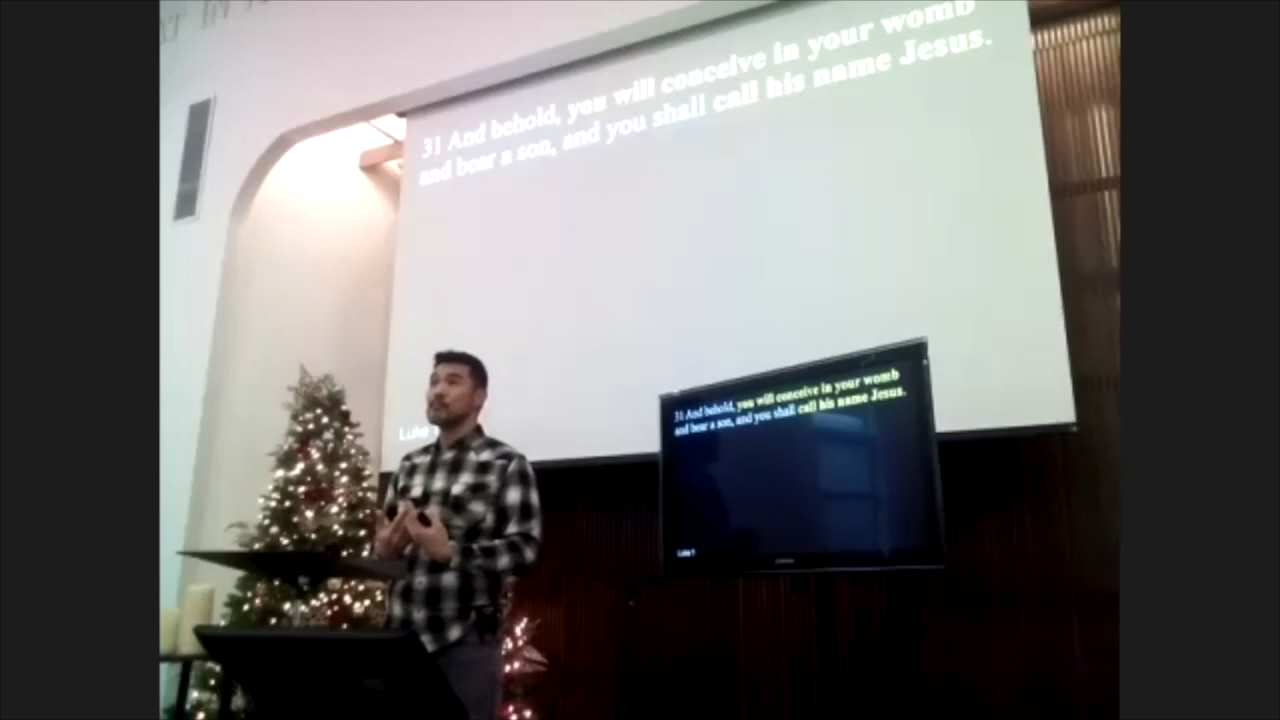 31 And behold, you will conceive in your womb
and bear a son, and you shall call his name Jesus.
Luke
31 And behold, you will conceive in your womb
and bear a son, and you shall call his name Jesus.
Luke 1